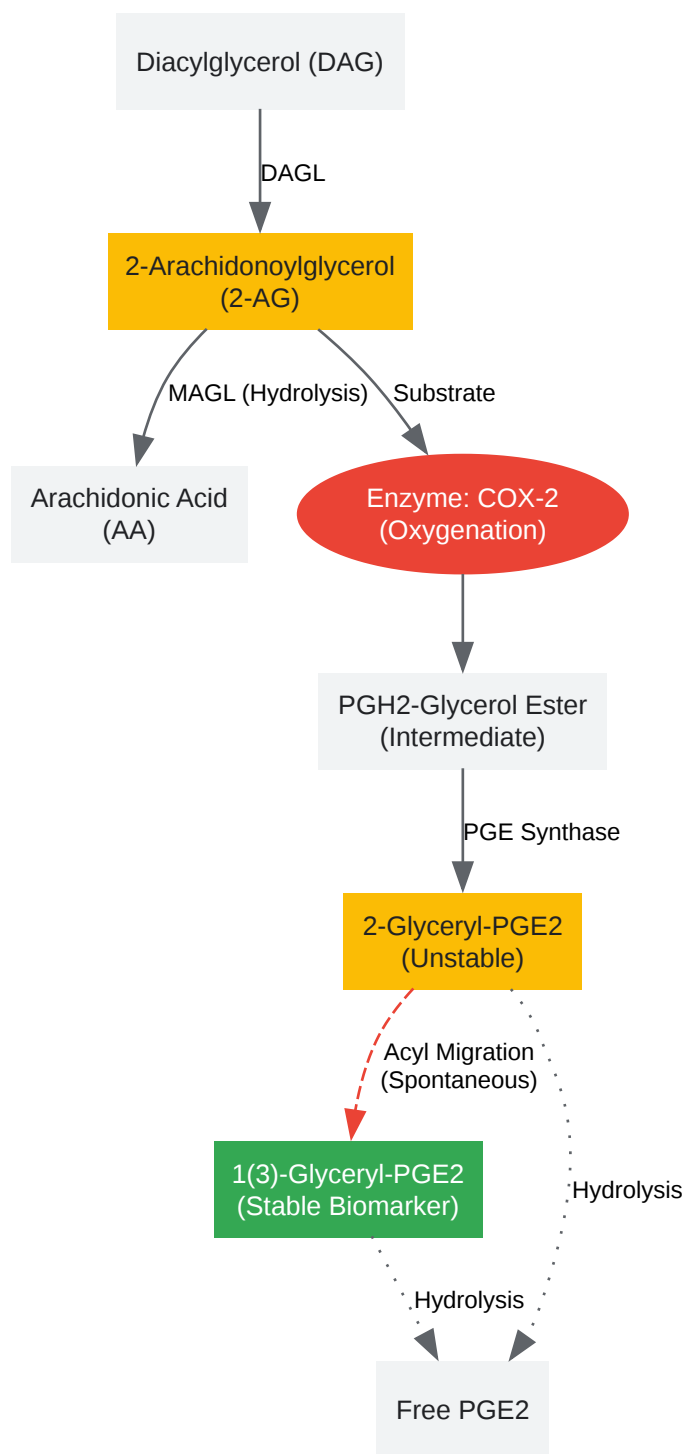 Diacylglycerol (DAG)
DAGL
2-Arachidonoylglycerol
(2-AG)
MAGL (Hydrolysis)
Substrate
Arachidonic Acid
(AA)
Enzyme: COX-2
(Oxygenation)
PGH2-Glycerol Ester
(Intermediate)
PGE Synthase
2-Glyceryl-PGE2
(Unstable)
Acyl Migration
(Spontaneous)
1(3)-Glyceryl-PGE2
(Stable Biomarker)
Hydrolysis
Hydrolysis
Free PGE2